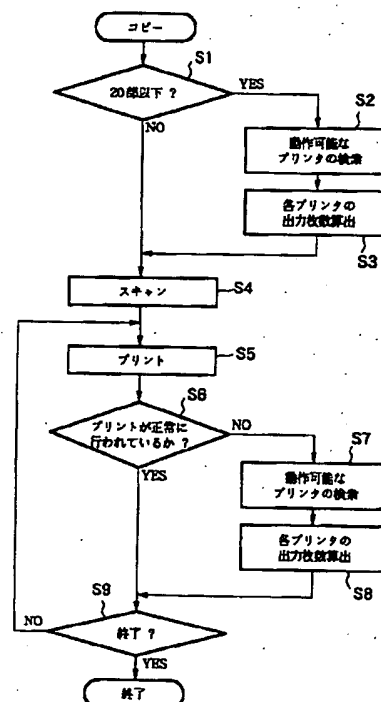 コピー
S1
20部以下 ?
YES
NO
S2
動作可能な
プリンタの検索
各プリンタの
出力枚数算出
S3
スキャン
S4
プリント
S5
S6
プリントが正常に
行われているか ?
NO
YES
S7
動作可能な
プリンタの検索
各プリンタの
出力枚数算出
S8
S9
NO
終了 ?
YES
終了